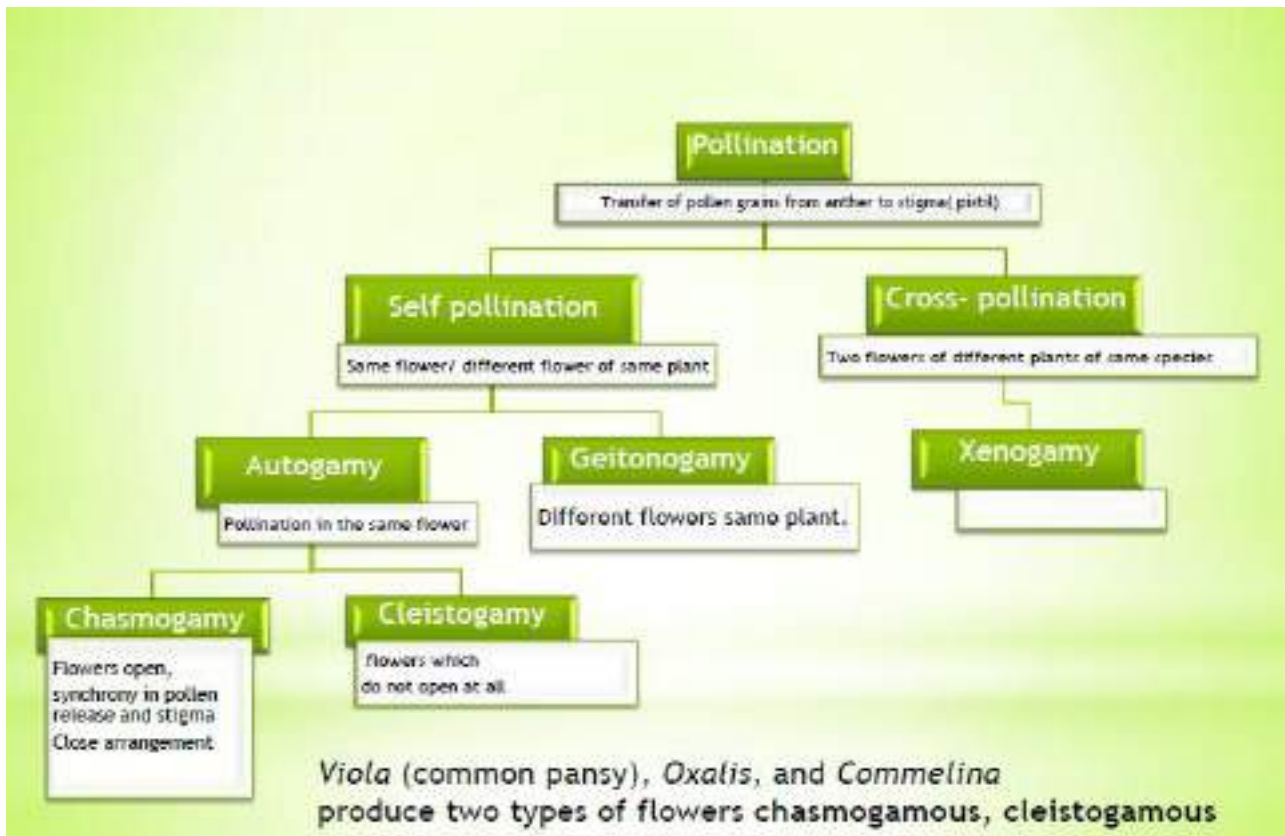 Pollination
Transfer of pollen grains from anther to stigma( pistil)
Self pollination
Cross- pollination
Same flower/ different flower of same plant
Two flowers of different plants of same species
Autogamy
Geitonogamy
Xenogamy
Pollination in the same flower
Different flowers same plant.
Chasmogamy
Cleistogamy
Flowers open,
synchrony in pollen
release and stigma
Close arrangement
flowers which
do not open at all
Viola (common pansy), Oxalis, and Commelina
produce two types of flowers chasmogamous, cleistogamous